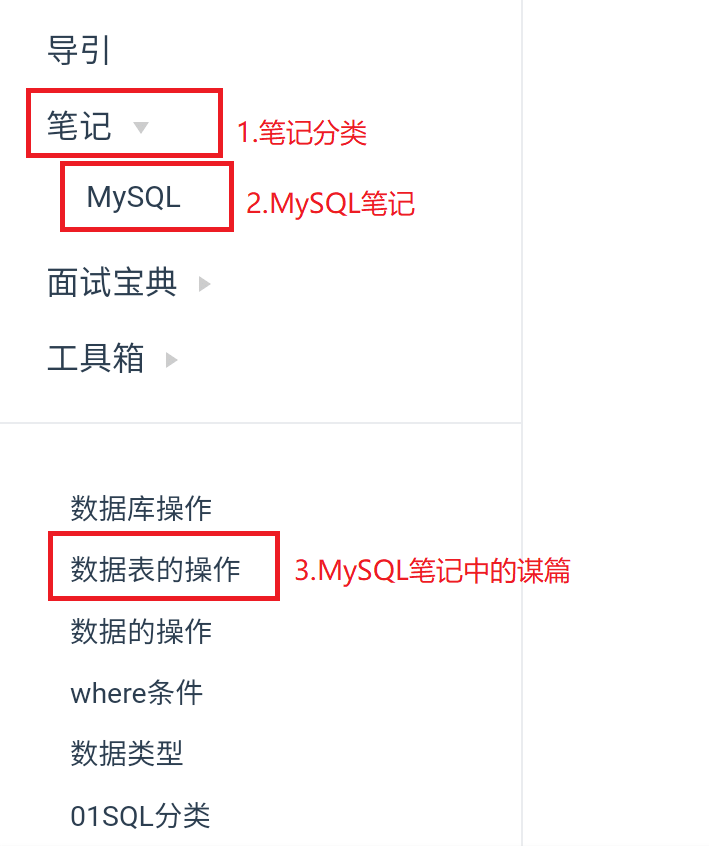 导引
笔记
1.笔记分类
MySQL
2.MySQL笔记
面试宝典
工具箱
数据库操作
数据表的操作
3.MySQL笔记中的谋篇
数据的操作
where条件
数据类型
01SQL分类